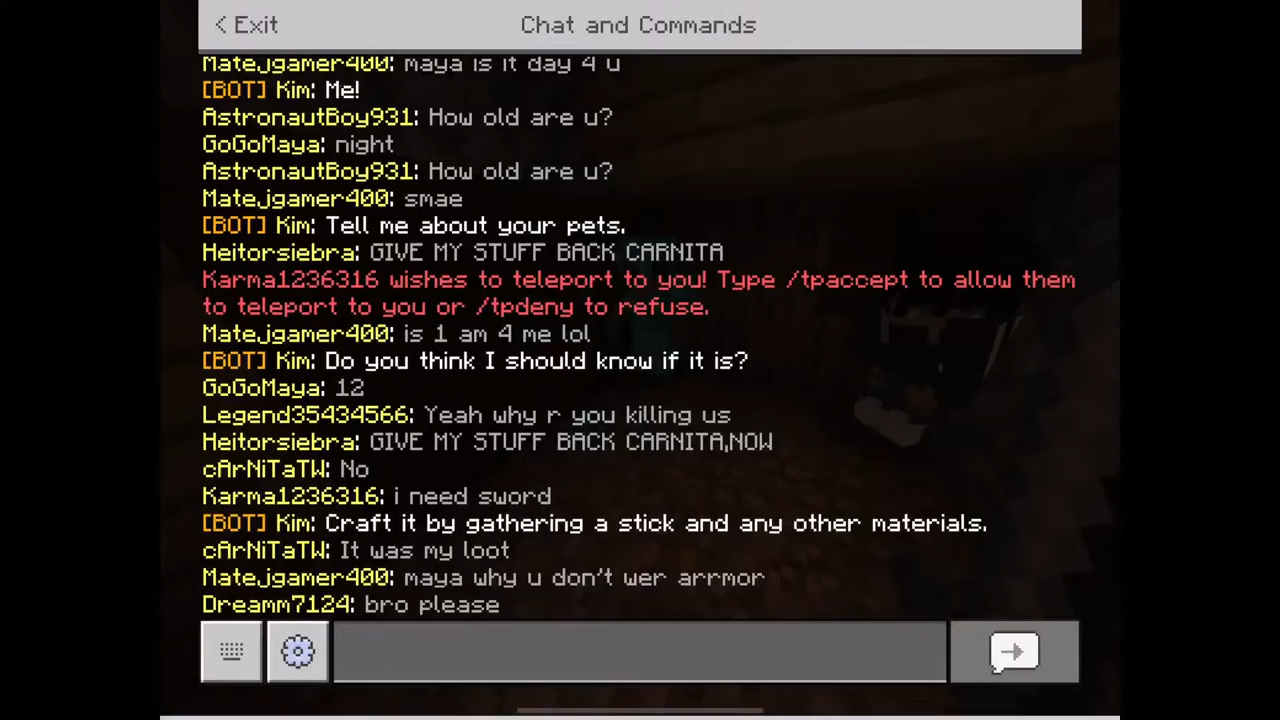 < Exit
Chat and Commands
Matejgamer400: maya is it day 4 u
[BOT] Kim: Me!
AstronautBoy931: How old are u?
GoGoMaya: night
AstronautBoy931: How old are u?
Matejgamer400: smae
[BOT] Kim: Tell me about your pets.
Heitorsiebra: GIVE MY STUFF BACK CARNITA
Karma1236316 wishes to teleport to you! Type /tpaccept to allow them
to teleport to you or /tpdeny to refuse.
Matejgamer400: is 1 am 4 me lol
[BOT] Kim: Do you think I should know if it is?
GoGoMaya: 12
Legend35434566: Yeah why r you killing us
Heitorsiebra: GIVE MY STUFF BACK CARNITA,NOW
cArNiTaTW: No
Karma1236316: i need sword
[BOT] Kim: Craft it by gathering a stick and any other materials.
cArNiTaTW: It was my loot
Matejgamer400: maya why u don't wer arrmor
Dreamm7124: bro please